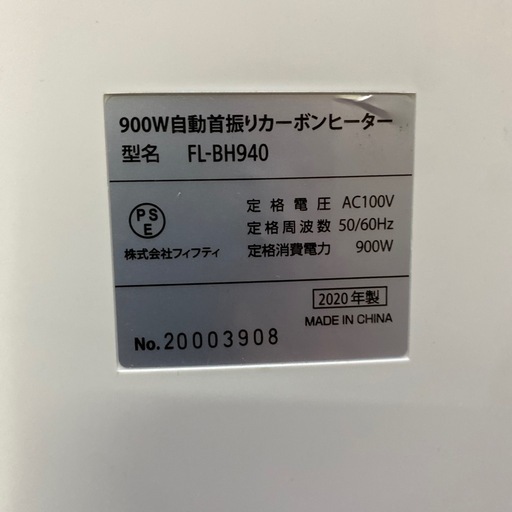 900W自動首振りカーボンヒーター
型名 FL-BH940
PSE
株式会社フィフティ
定格電圧 AC100V
定格周波数 50/60Hz
定格消費電力 900W
2020年製
MADE IN CHINA
No.20003908